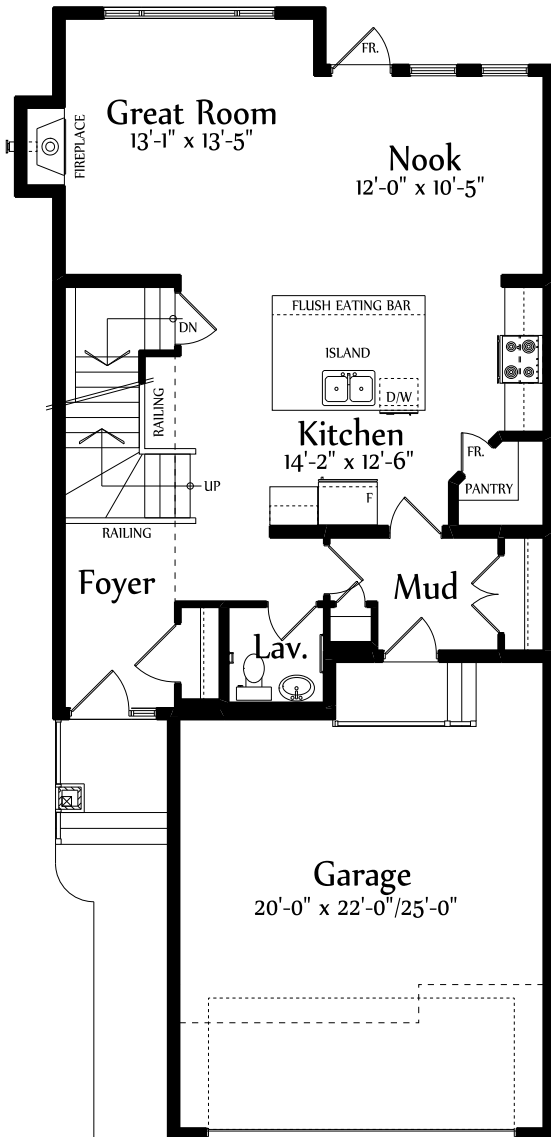 FR.
Great Room
13'-1" x 13'-5"
FIREPLACE
Nook
12'-0" x 10'-5"
FLUSH EATING BAR
DN
ISLAND
D/W
RAILING
Kitchen
14'-2" x 12'-6"
FR.
UP
F
PANTRY
RAILING
Foyer
Mud
Lav.
Garage
20'-0" x 22'-0"/25'-0"